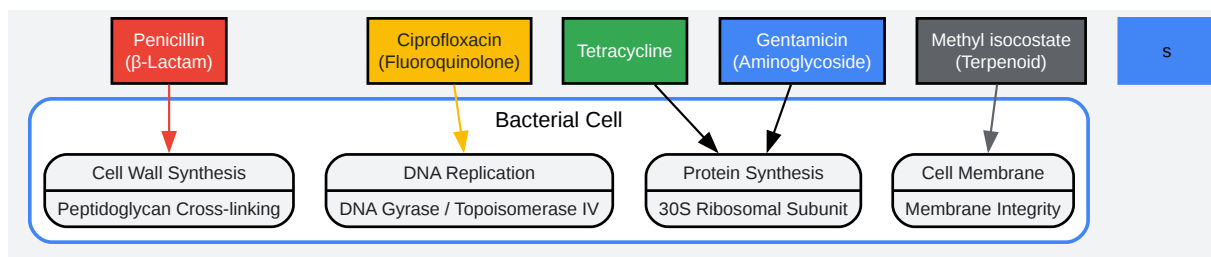 Penicillin
(β-Lactam)
Ciprofloxacin
(Fluoroquinolone)
Tetracycline
Gentamicin
(Aminoglycoside)
Methyl isocostate
(Terpenoid)
s
Bacterial Cell
Cell Wall Synthesis
Peptidoglycan Cross-linking
DNA Replication
DNA Gyrase / Topoisomerase IV
Protein Synthesis
30S Ribosomal Subunit
Cell Membrane
Membrane Integrity